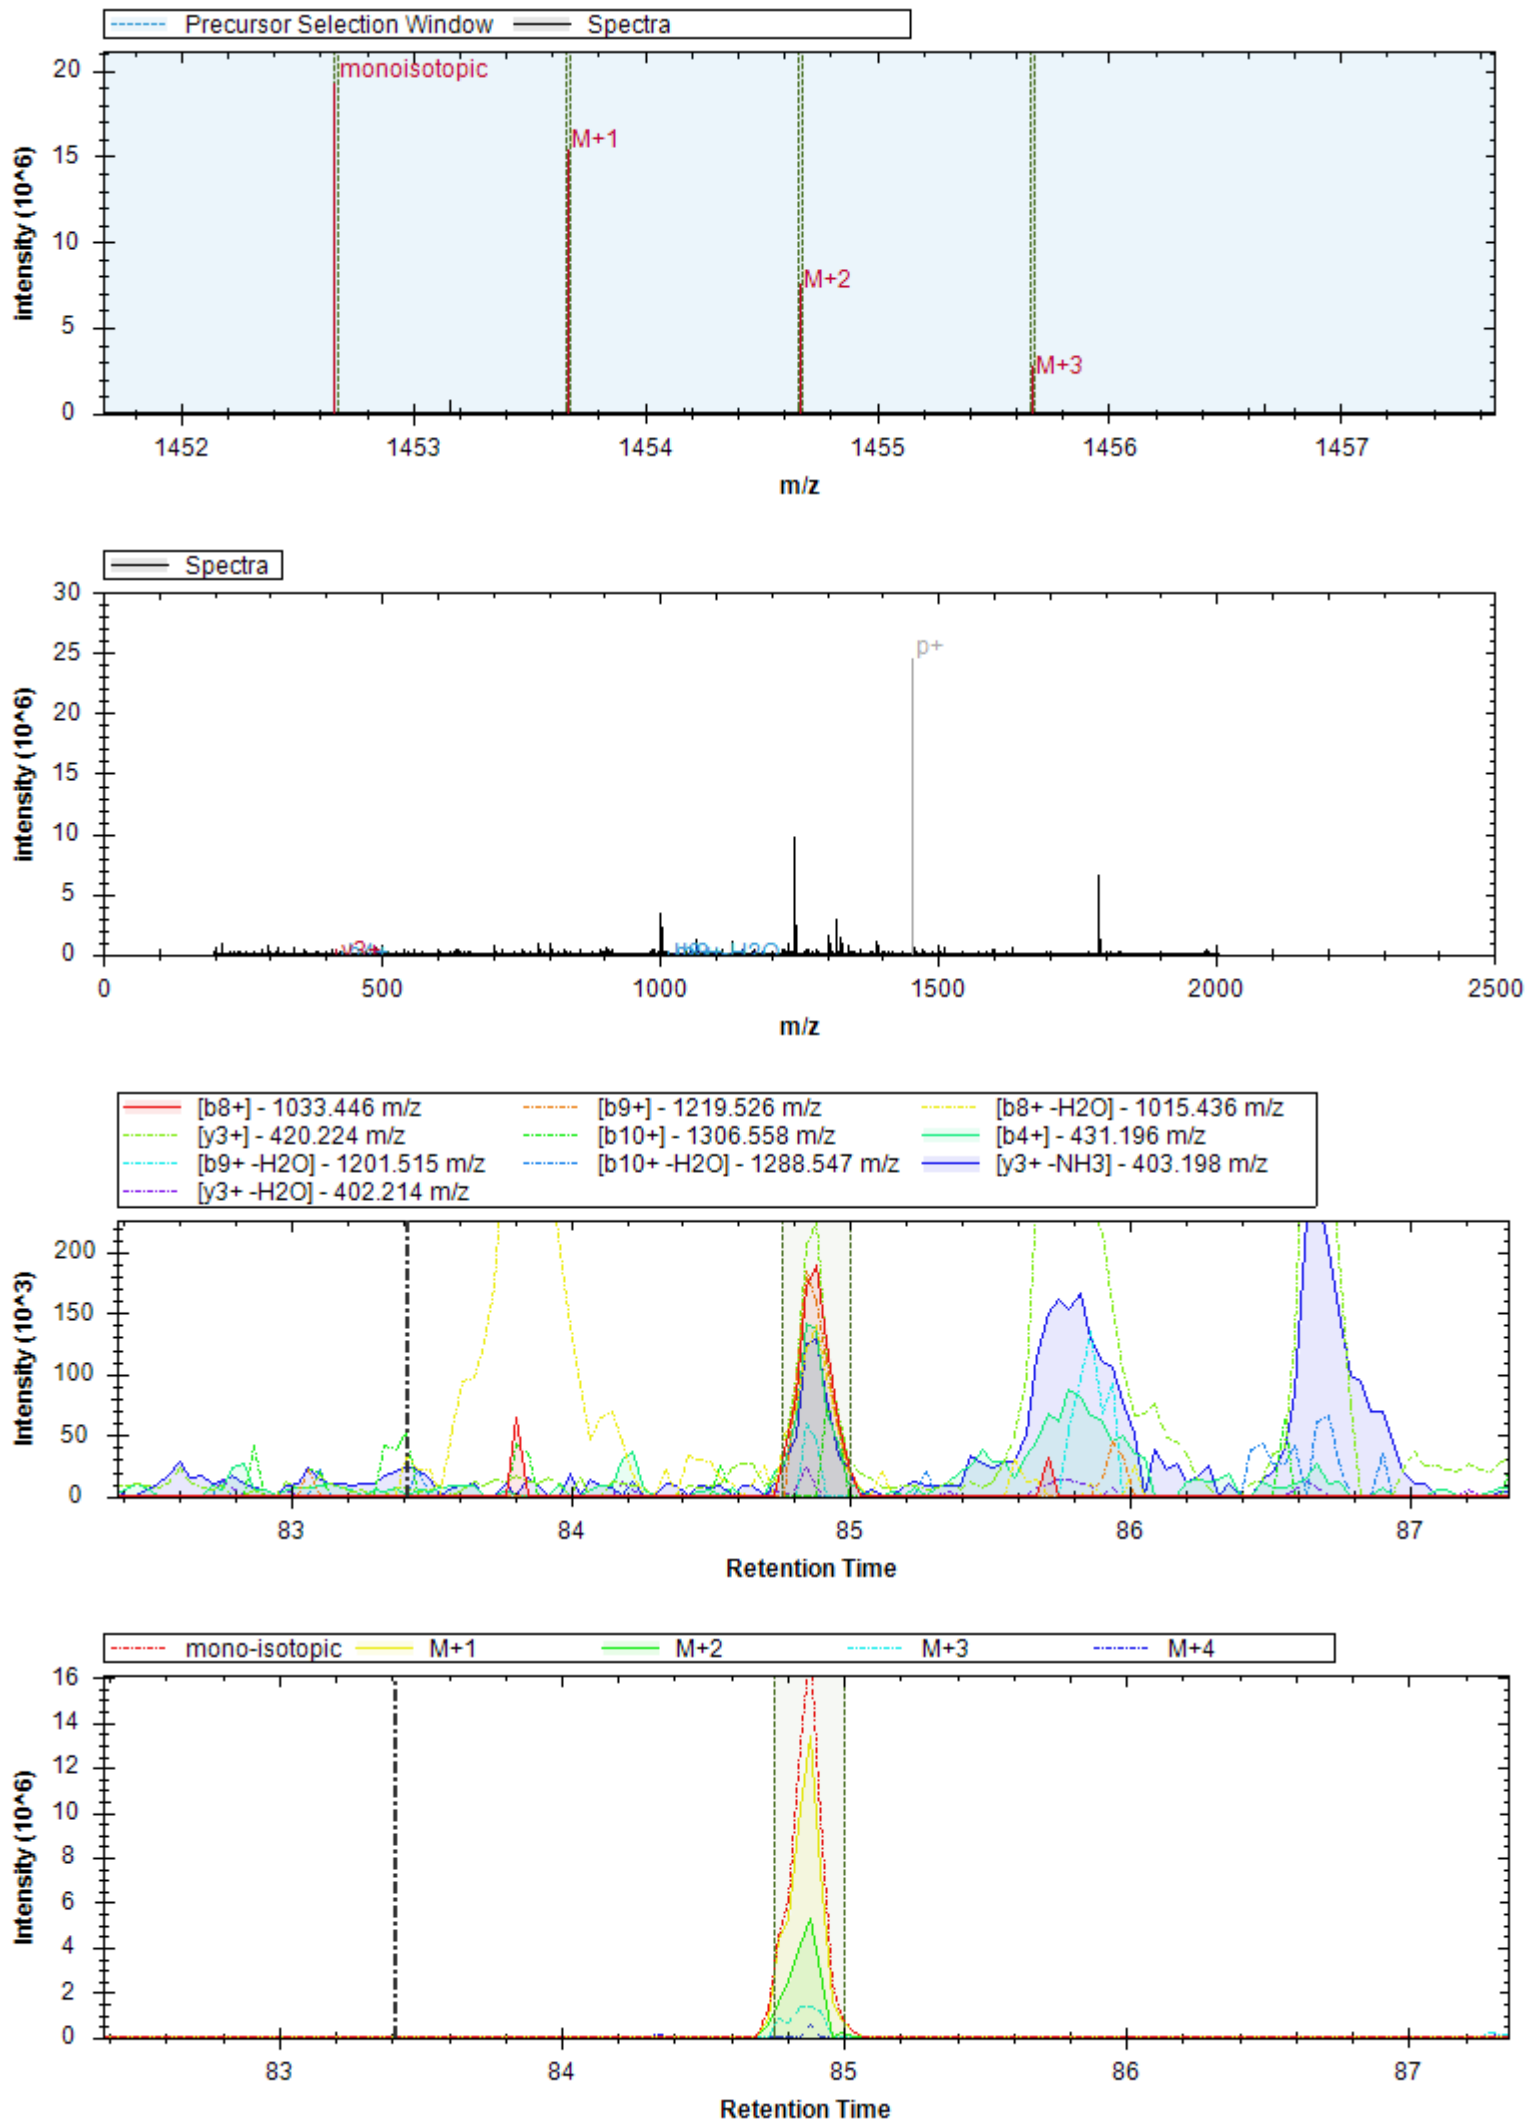 Precursor Selection Window Spectra
20
15
10
5
0
monoisotopic
M+1
M+2
M+3
intensity (10^6)
1452 1453 1454 1455 1456 1457
m/z
Spectra
30
25
20
15
10
5
0
p+
intensity (10^6)
0 500 1000 1500 2000 2500
m/z
[b8+] - 1033.446 m/z [b9+] - 1219.526 m/z [b8+ -H2O] - 1015.436 m/z
[y3+] - 420.224 m/z [b10+] - 1306.558 m/z [b4+] - 431.196 m/z
[b9+ -H2O] - 1201.515 m/z [b10+ -H2O] - 1288.547 m/z [y3+ -NH3] - 403.198 m/z
[y3+ -H2O] - 402.214 m/z
200
150
100
50
0
Intensity (10^3)
83 84 85 86 87
Retention Time
mono-isotopic M+1 M+2 M+3 M+4
16
14
12
10
8
6
4
2
0
Intensity (10^6)
83 84 85 86 87
Retention Time